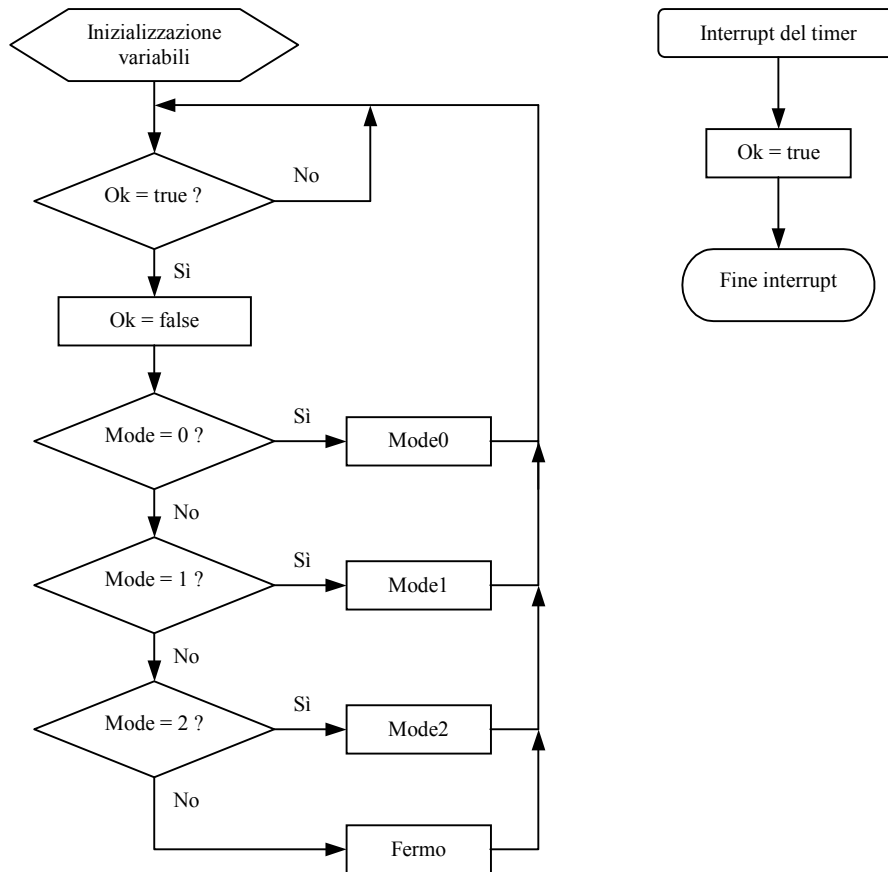 Inizializzazione
variabili
Ok = true ?
No
Sì
Ok = false
Mode = 0 ?
Sì
Mode0
No
Mode = 1 ?
Sì
Mode1
No
Mode = 2 ?
Sì
Mode2
No
Fermo
Interrupt del timer
Ok = true
Fine interrupt